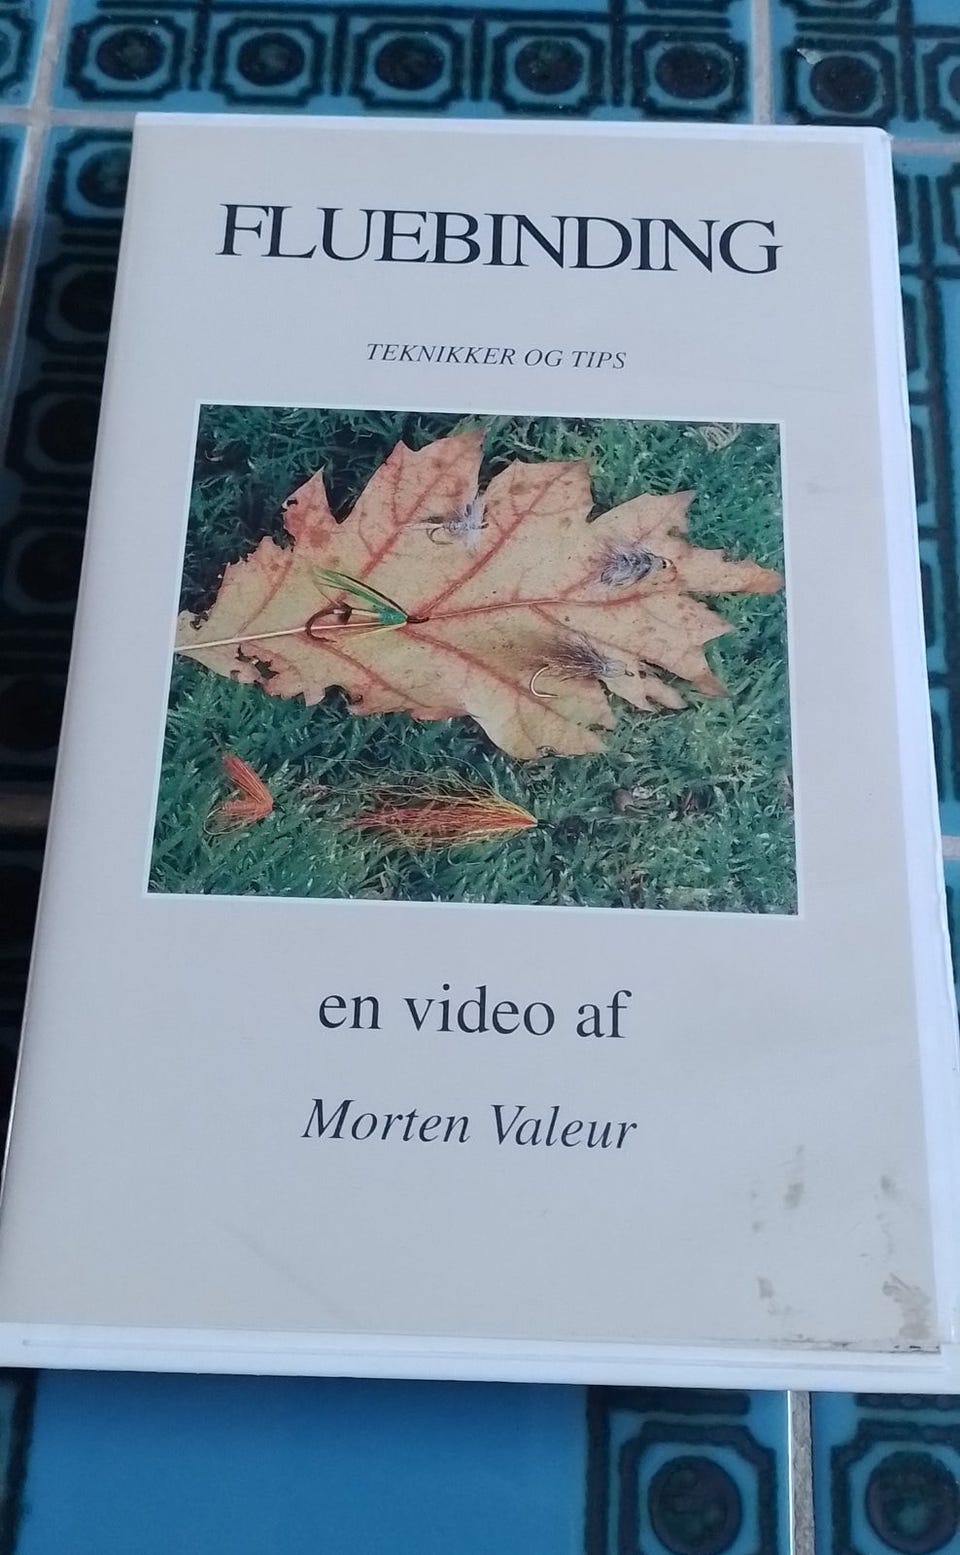 FLUEBINDING
TEKNIKKER OG TIPS
en video af
Morten Valeur